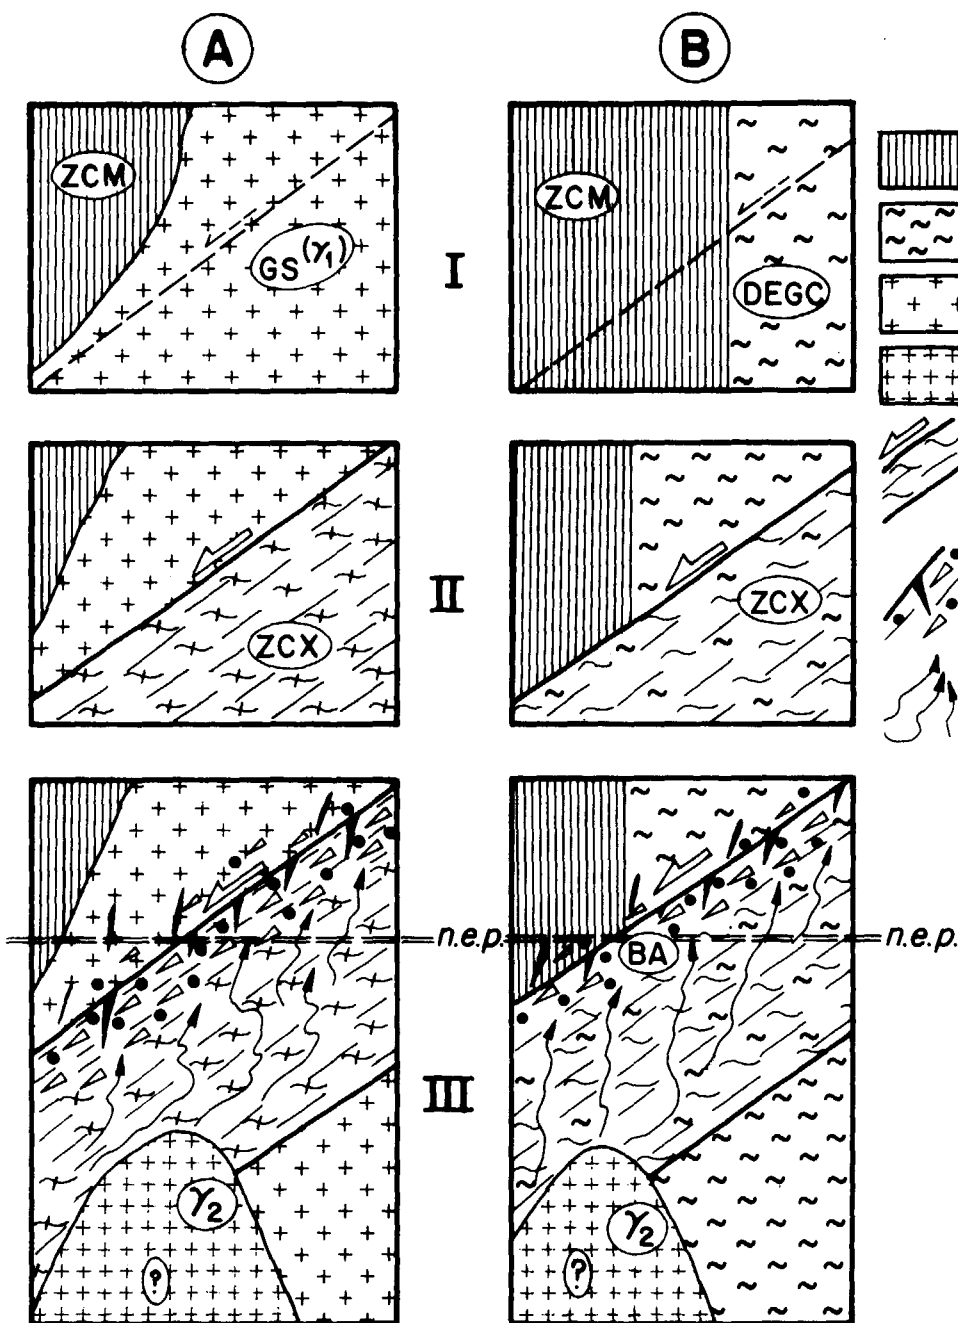 A B
ZCM
GS(γ₁)
I
ZCM
DEGC
ZCX
II
ZCX
n.e.p.
BA
n.e.p.
III
γ₂
?
γ₂
?